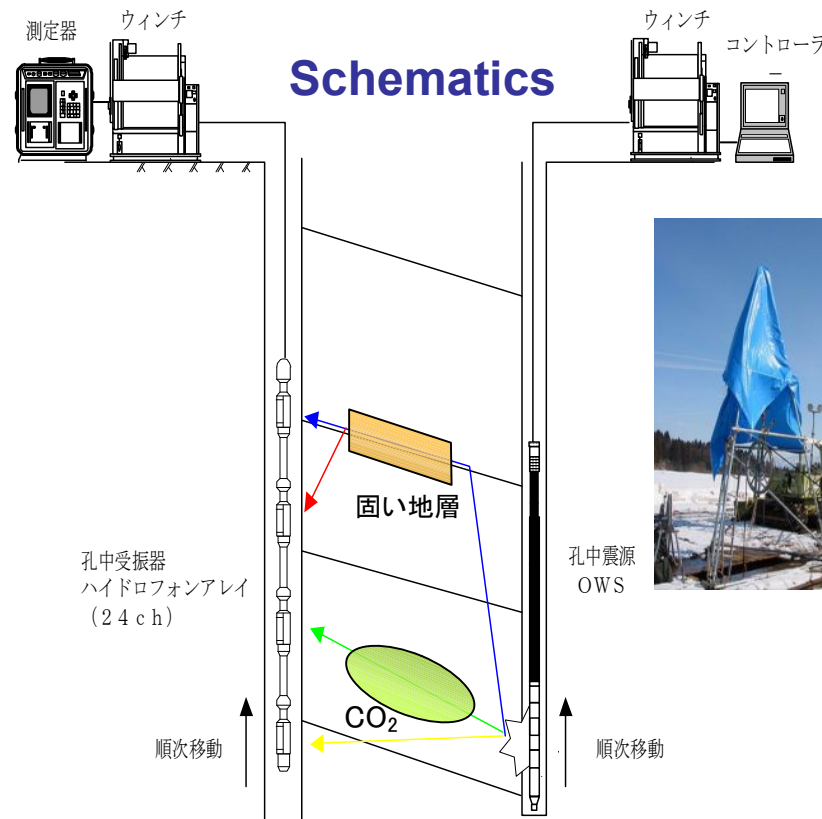 測定器
ウィンチ
Schematics
ウィンチ
コントローラ
固い地層
孔中受振器
ハイドロフォンアレイ
（２４ｃｈ）
孔中震源
ＯＷＳ
CO₂
順次移動
順次移動